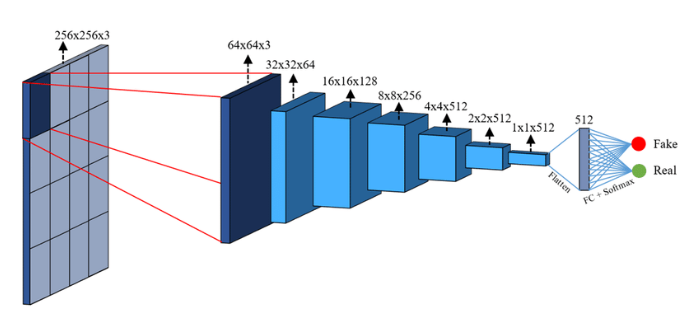 256x256x3
64x64x3
32x32x64
16x16x128
8x8x256
4x4x512
2x2x512
1x1x512
512
Fake
Real
Flatten
FC + Softmax